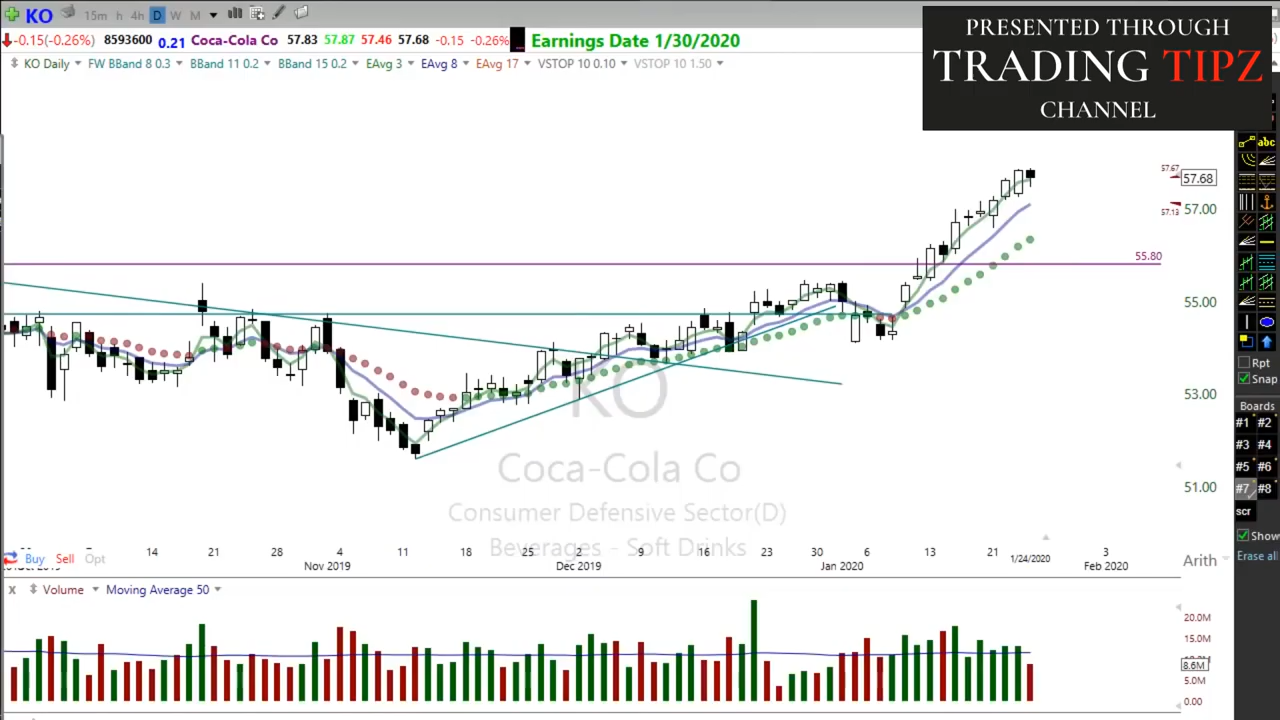 KO 15m h 4h D W M
-0.15(-0.26%) 8593600 0.21 Coca-Cola Co 57.83 57.87 57.46 57.68 -0.15 -0.26% Earnings Date 1/30/2020
KO Daily FW BBand 8 0.3 BBand 11 0.2 BBand 15 0.2 EAvg 3 EAvg 8 EAvg 17 VSTOP 10 0.10 VSTOP 10 1.50
PRESENTED THROUGH
TRADING TIPZ
CHANNEL
abc
57.67
57.68
57.00
57.13
55.80
55.00
53.00
51.00
KO
Coca-Cola Co
Consumer Defensive Sector(D)
Beverages - Soft Drinks
Rpt
Snap
Boards
#1 #2
#3 #4
#5 #6
#7 #8
scr
Show
Erase all
Buy Sell Opt
14 21 28 4 11 18 25 2 9 16 23 30 6 13 21 1/24/2020 3
Nov 2019 Dec 2019 Jan 2020 Feb 2020
Arith
x Volume Moving Average 50
20.0M
15.0M
8.6M
5.0M
0.00